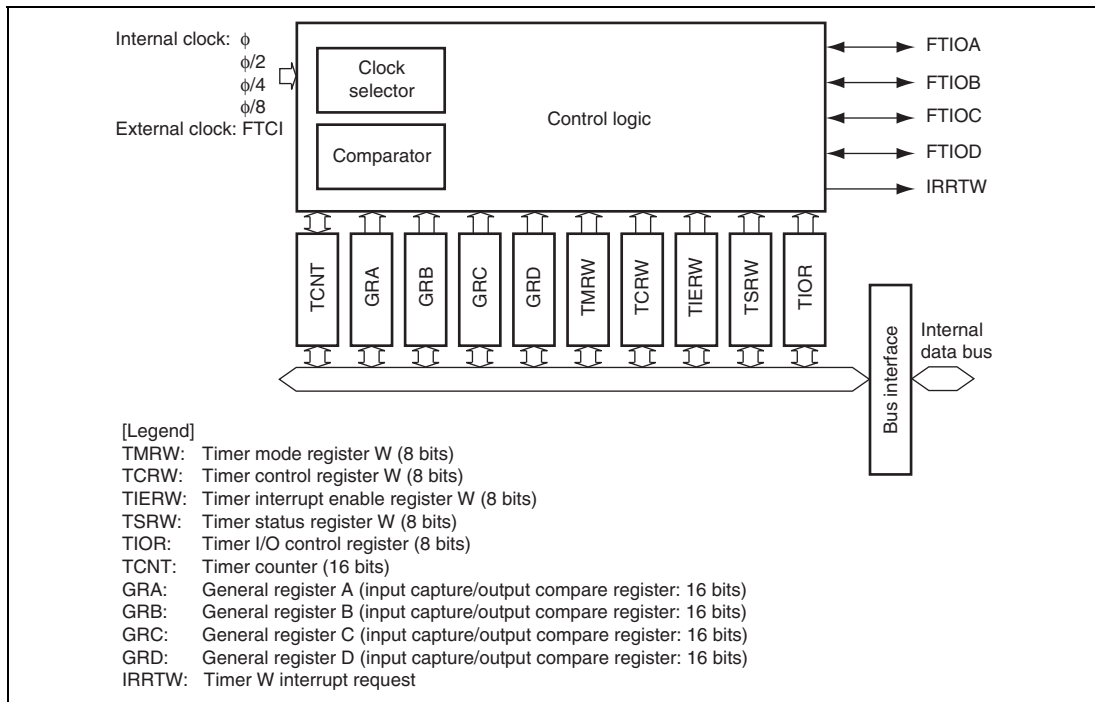 Internal clock: ϕ
ϕ/2
ϕ/4
ϕ/8
External clock: FTCI
Clock
selector
Comparator
Control logic
FTIOA
FTIOB
FTIOC
FTIOD
IRRTW
TCNT
GRA
GRB
GRC
GRD
TMRW
TCRW
TIERW
TSRW
TIOR
Bus interface
Internal
data bus
[Legend]
TMRW: Timer mode register W (8 bits)
TCRW: Timer control register W (8 bits)
TIERW: Timer interrupt enable register W (8 bits)
TSRW: Timer status register W (8 bits)
TIOR: Timer I/O control register (8 bits)
TCNT: Timer counter (16 bits)
GRA: General register A (input capture/output compare register: 16 bits)
GRB: General register B (input capture/output compare register: 16 bits)
GRC: General register C (input capture/output compare register: 16 bits)
GRD: General register D (input capture/output compare register: 16 bits)
IRRTW: Timer W interrupt request